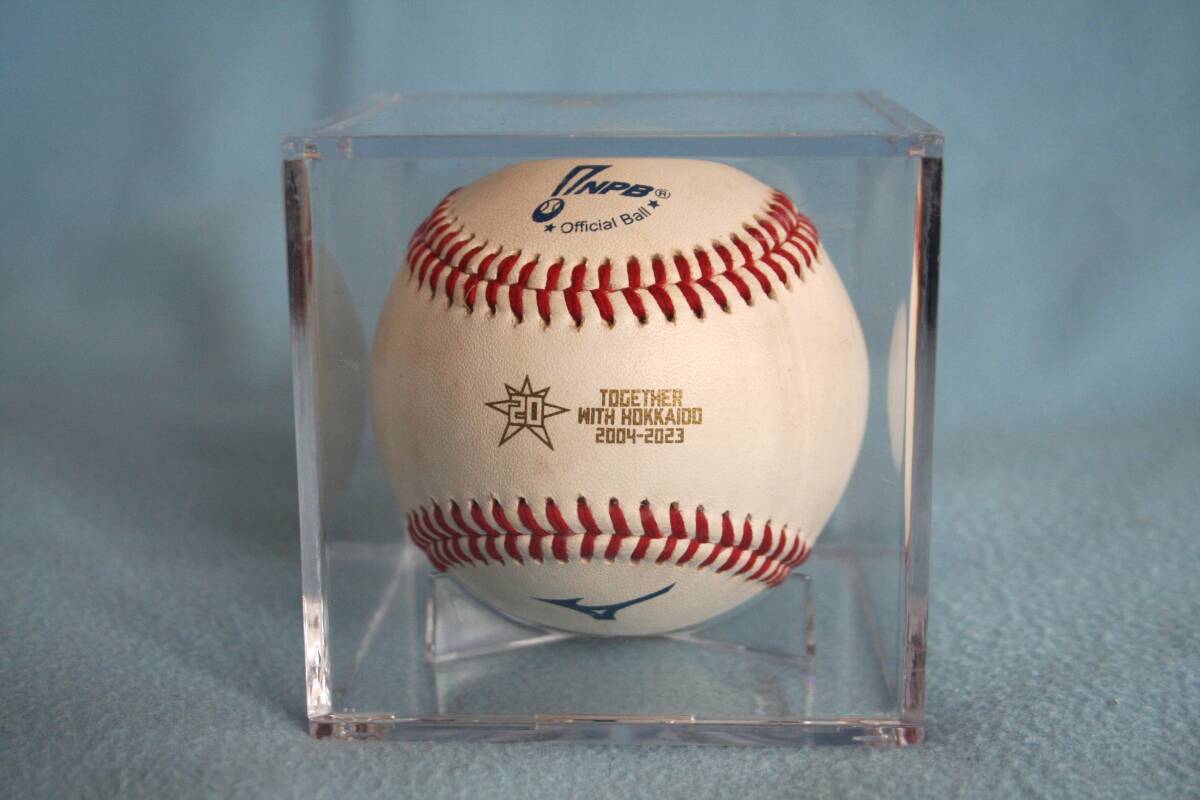 NPB®
★ Official Ball ★
20
TOGETHER
WITH HOKKAIDO
2004-2023